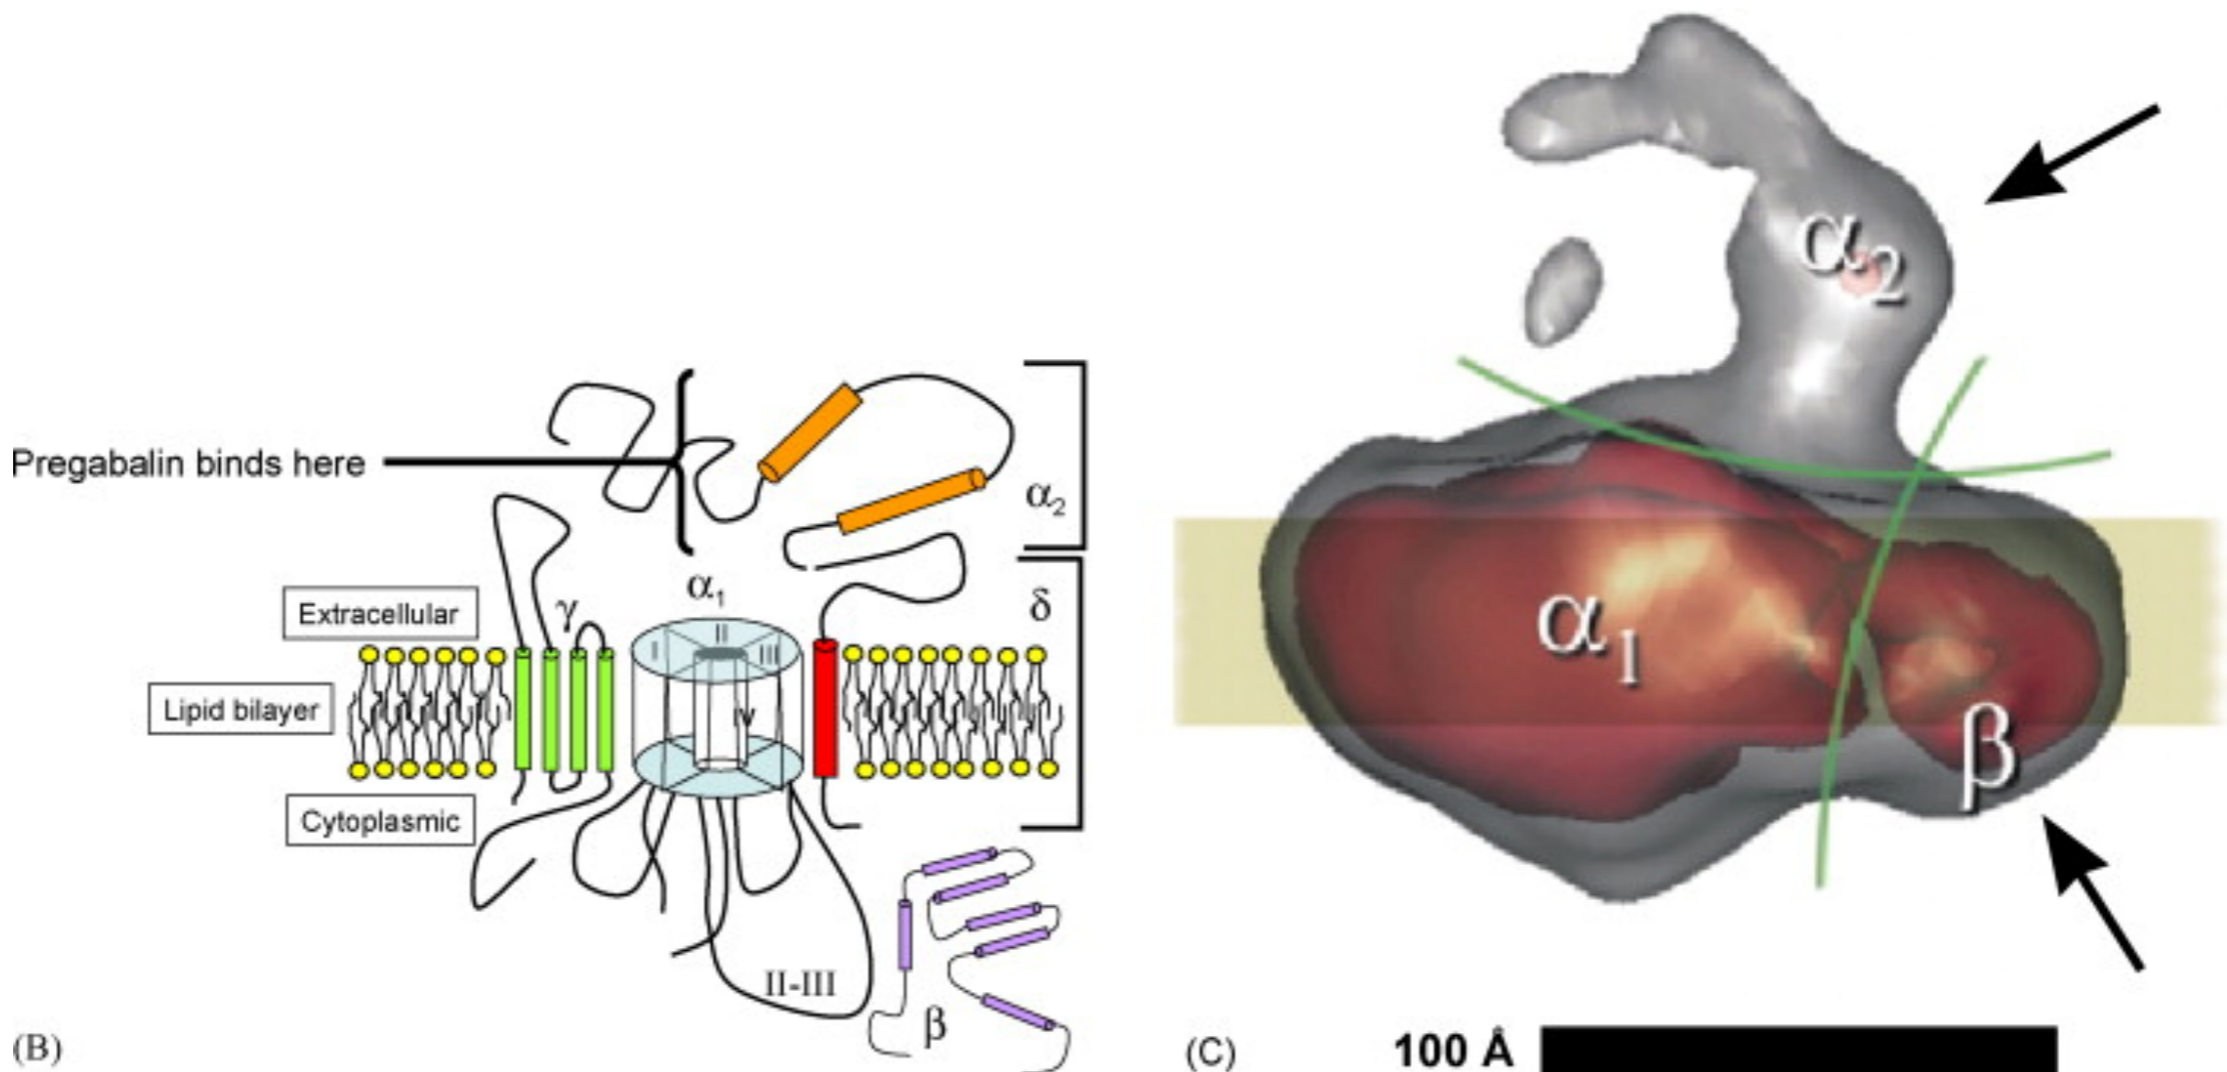 Pregabalin binds here
α2
α1
Extracellular
γ
δ
I
II
III
IV
Lipid bilayer
Cytoplasmic
II-III
β
(B)
α2
α1
β
(C)
100 Å